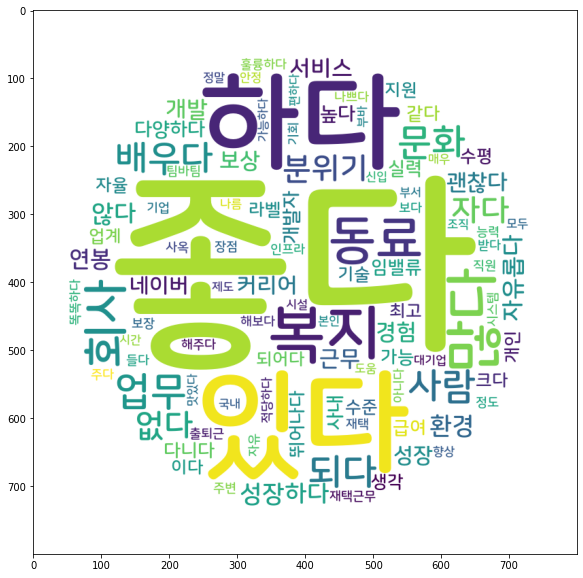 0
100
200
300
400
500
600
700
훌륭하다
정말
안정
서비스
편하다
나쁘다
지원
하다
가능하다
기회
부바
높다
같다
개발
다양하다
배우다
팀바팀
보상
분위기
신입
실력
문화
매우
수평
괜찮다
자율
기업
나름
라벨
개발자
부서
보다
자다
않다
업계
좋다
동료
조직
능력
모두
받다
자유롭다
연봉
사옥
장점
인프라
기술
임밸류
직원
네이버
제도
커리어
똑똑하다
회사
보장
시설
해보다
본인
최고
많다
맘다
시스템
개인
시간
해주다
복지
경험
들다
되어다
근무
가능
대기업
주다
업무
맛있다
국내
있다
적당하다
뛰어나다
도움
사내
하나다
사람
크다
정도
수준
재택
급여
환경
없다
출퇴근
자유
다니다
이다
되다
성장
향상
주변
성장하다
생각
재택근무
0 100 200 300 400 500 600 700